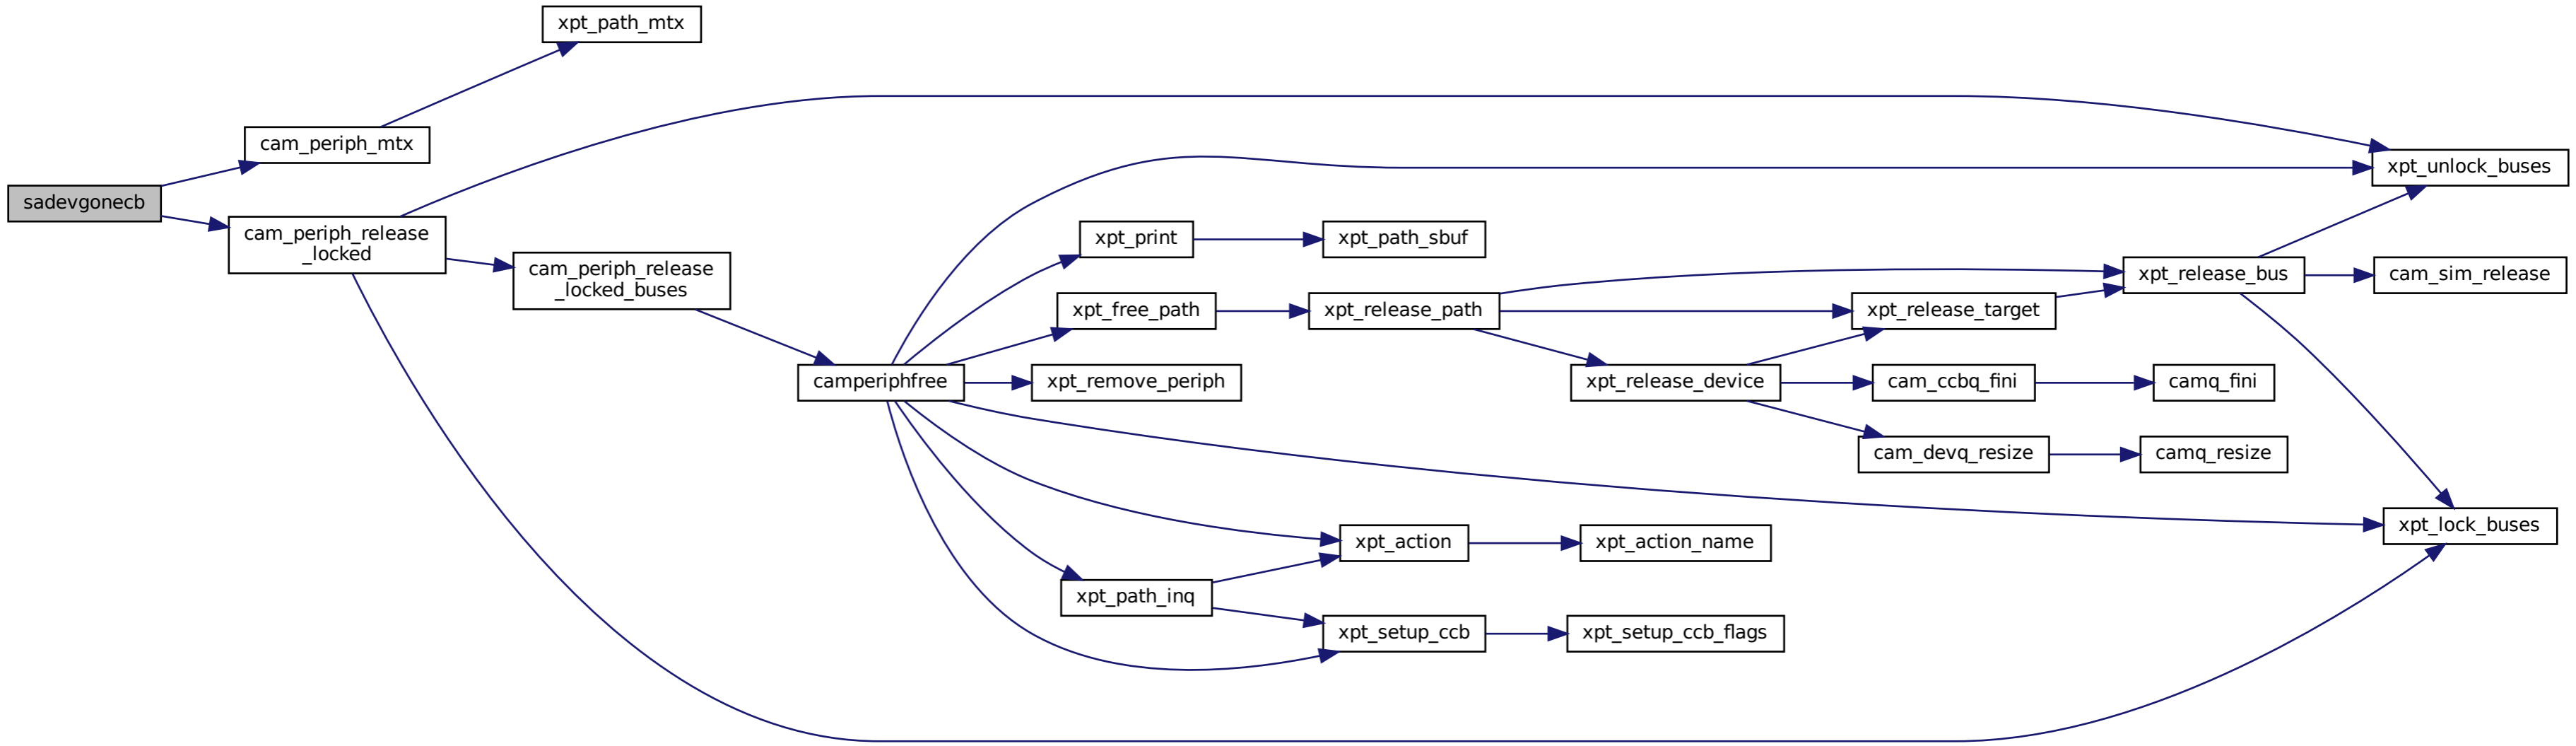 xpt_path_mtx
cam_periph_mtx
xpt_unlock_buses
sadevgonecb
cam_periph_release
_locked
xpt_print
xpt_path_sbuf
cam_periph_release
_locked_buses
xpt_release_bus
cam_sim_release
xpt_free_path
xpt_release_path
xpt_release_target
camperiphfree
xpt_remove_periph
xpt_release_device
cam_ccbq_fini
camq_fini
cam_devq_resize
camq_resize
xpt_lock_buses
xpt_action
xpt_action_name
xpt_path_inq
xpt_setup_ccb
xpt_setup_ccb_flags